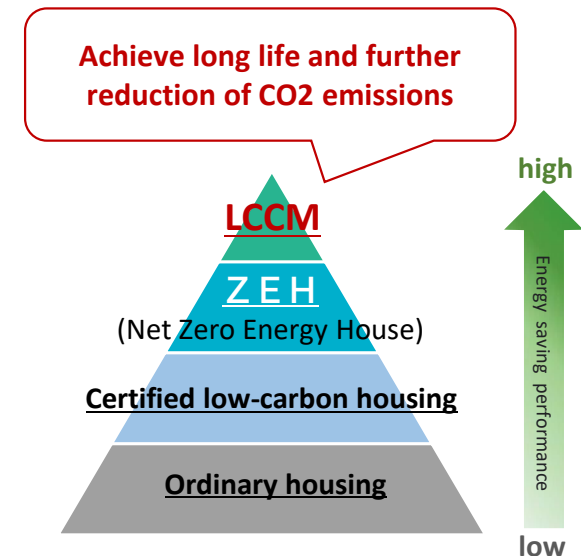 Achieve long life and further
reduction of CO2 emissions
high
LCCM
ZEH
(Net Zero Energy House)
Certified low-carbon housing
Ordinary housing
Energy saving performance
low